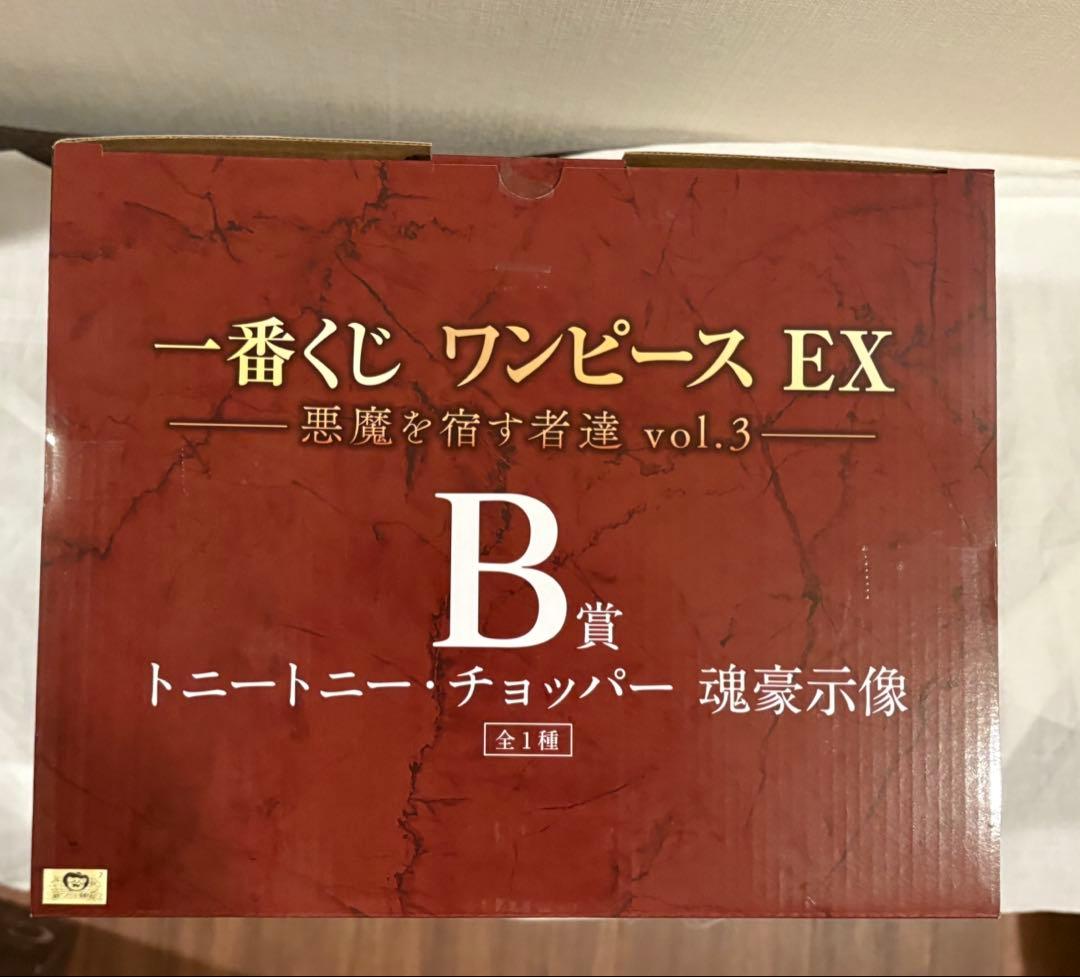 一番くじ ワンピース EX
悪魔を宿す者達 vol.3
B賞
トニートニー・チョッパー 魂豪示像
全1種